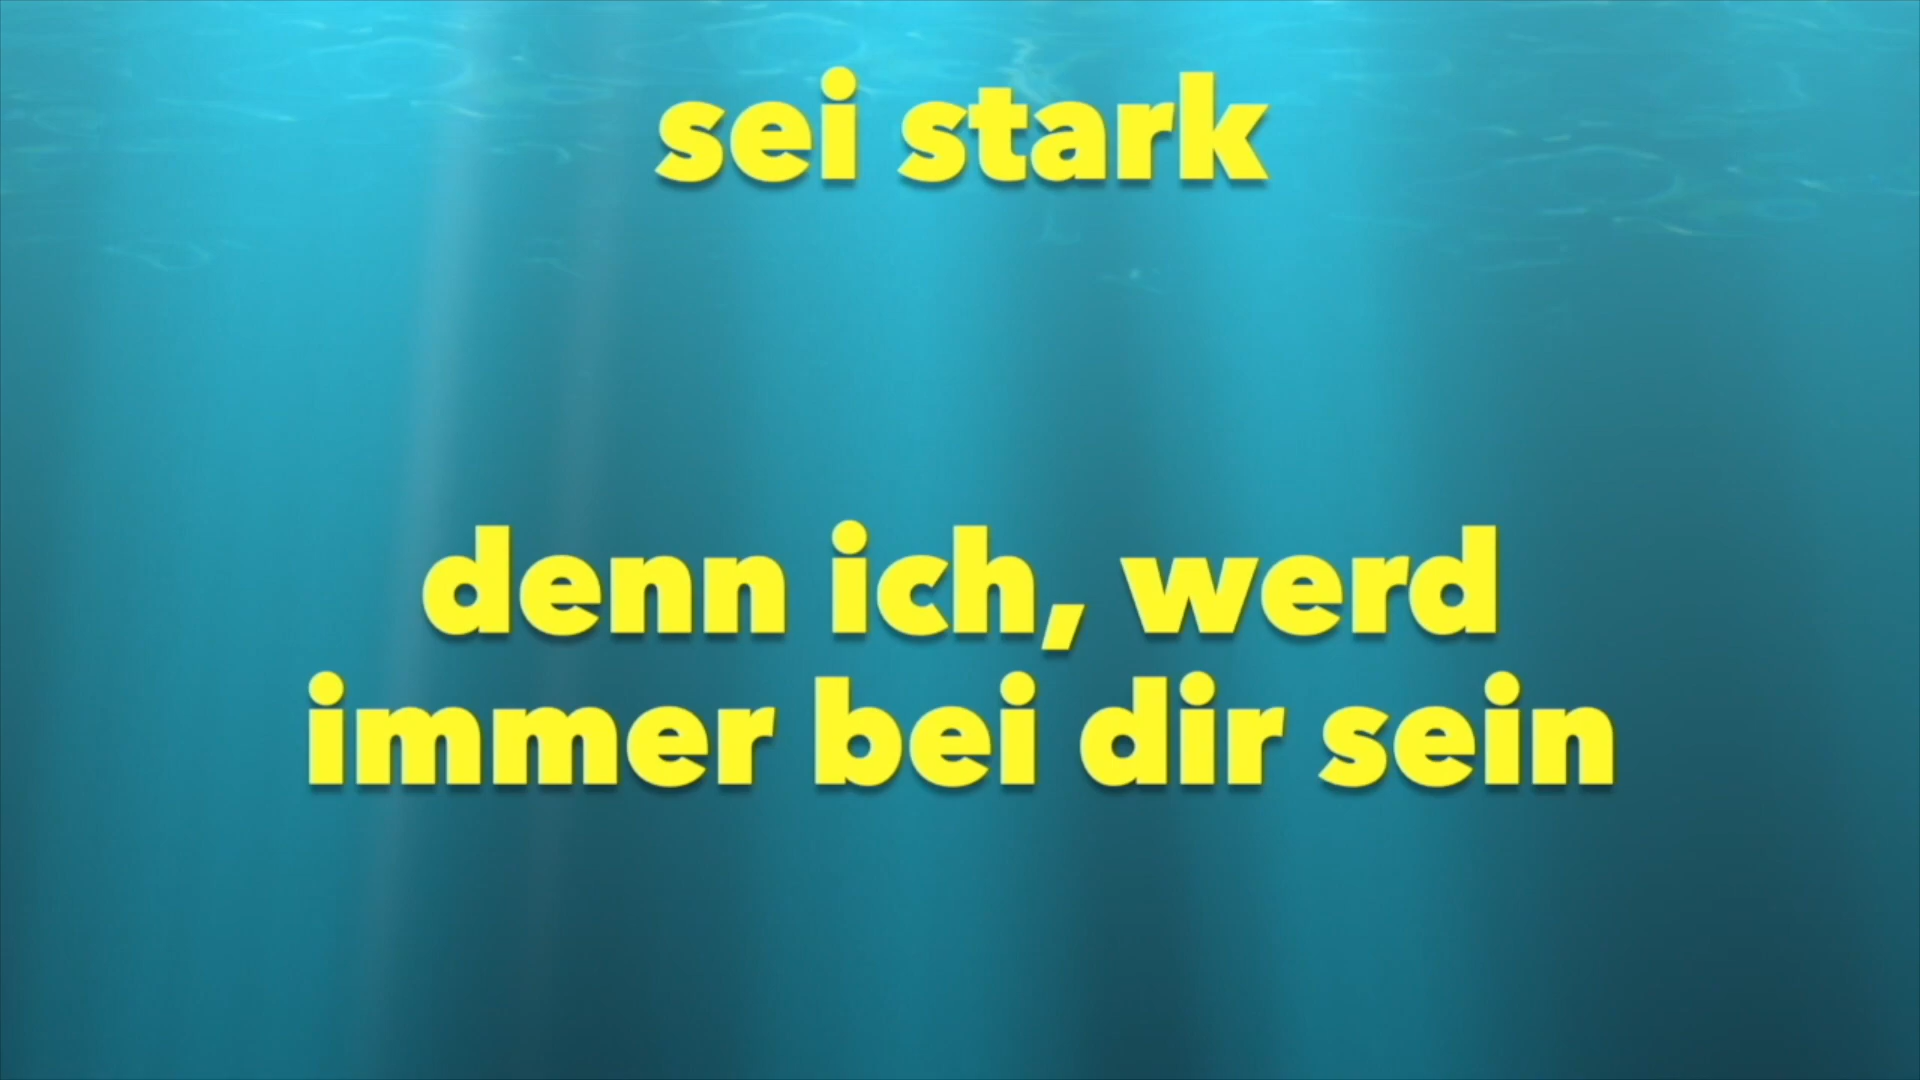 sei stark
denn ich, werd
immer bei dir sein